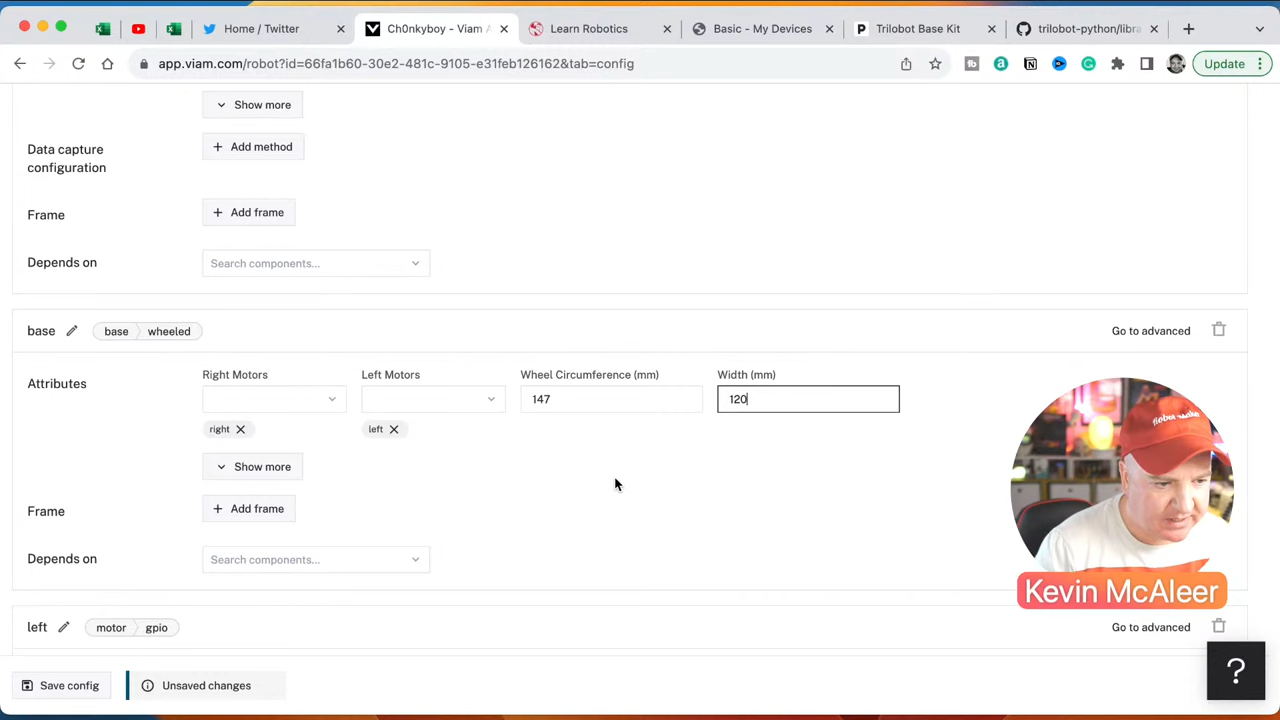 Home / Twitter
Ch0nkyboy - Viam A
Learn Robotics
Basic - My Devices
Trilobot Base Kit
trilobot-python/libra
app.viam.com/robot?id=66fa1b60-30e2-481c-9105-e31feb126162&tab=config
Update
Show more
Data capture
configuration
+ Add method
Frame
+ Add frame
Depends on
Search components...
base
base
wheeled
Go to advanced
Attributes
Right Motors
Left Motors
Wheel Circumference (mm)
Width (mm)
147
120
right
left
Show more
Frame
+ Add frame
Depends on
Search components...
Kevin McAleer
left
motor
gpio
Go to advanced
Save config
Unsaved changes
?